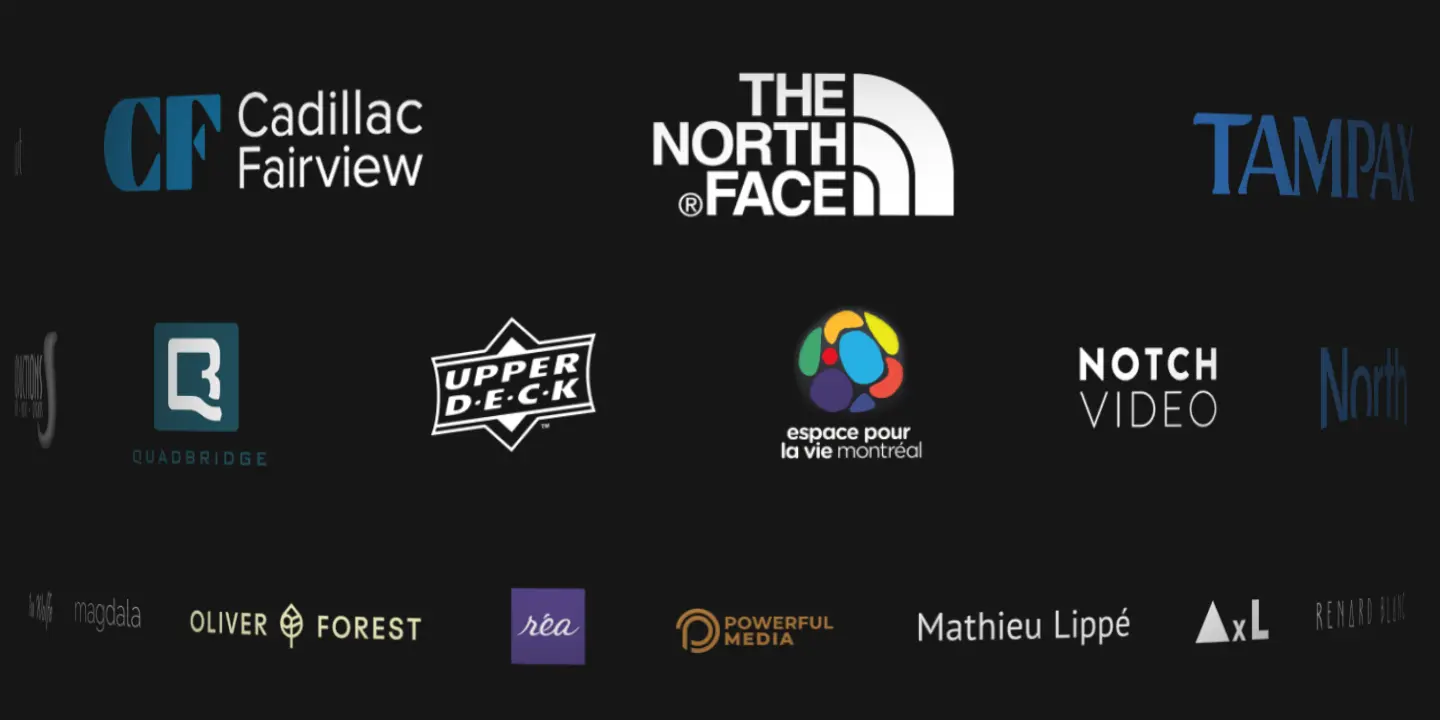 CF Cadillac
Fairview
THE
NORTH
® FACE
TAMPAX
QUADBRIDGE
UPPER
D·E·C·K
™
espace pour
la vie montréal
NOTCH
VIDEO
North
magdala
OLIVER FOREST
réa
POWERFUL
MEDIA
Mathieu Lippé
AxL
RENARD BLANC